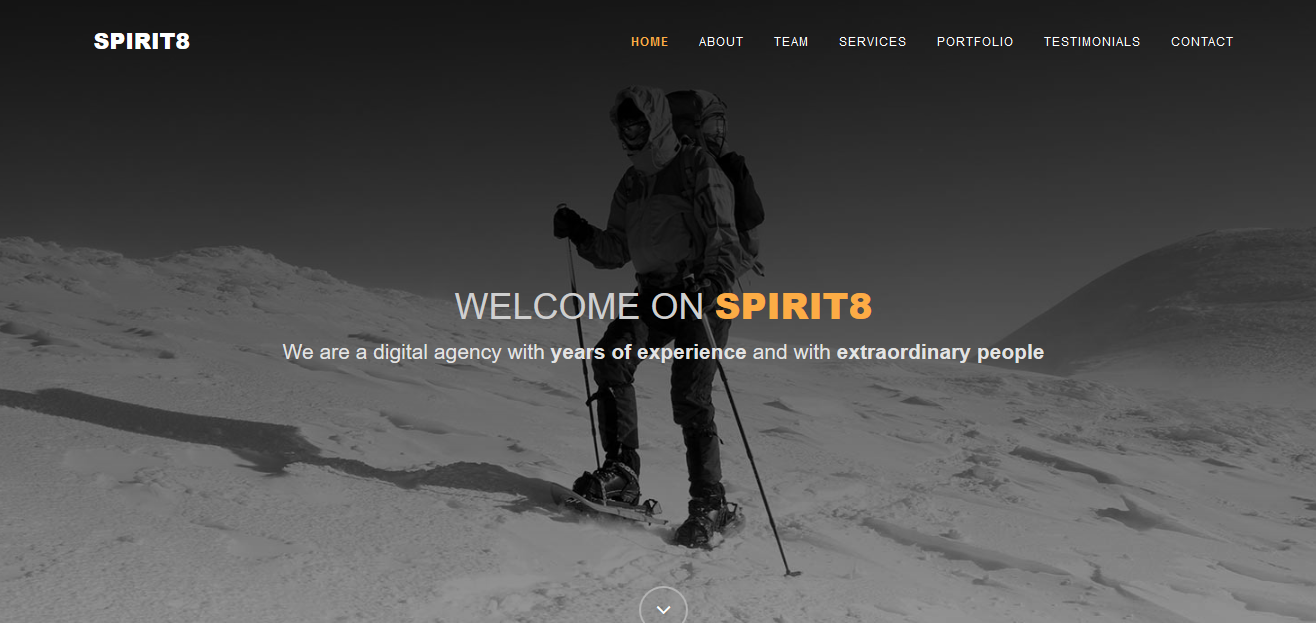 SPIRIT8
HOME ABOUT TEAM SERVICES PORTFOLIO TESTIMONIALS CONTACT
WELCOME ON SPIRIT8
We are a digital agency with years of experience and with extraordinary people